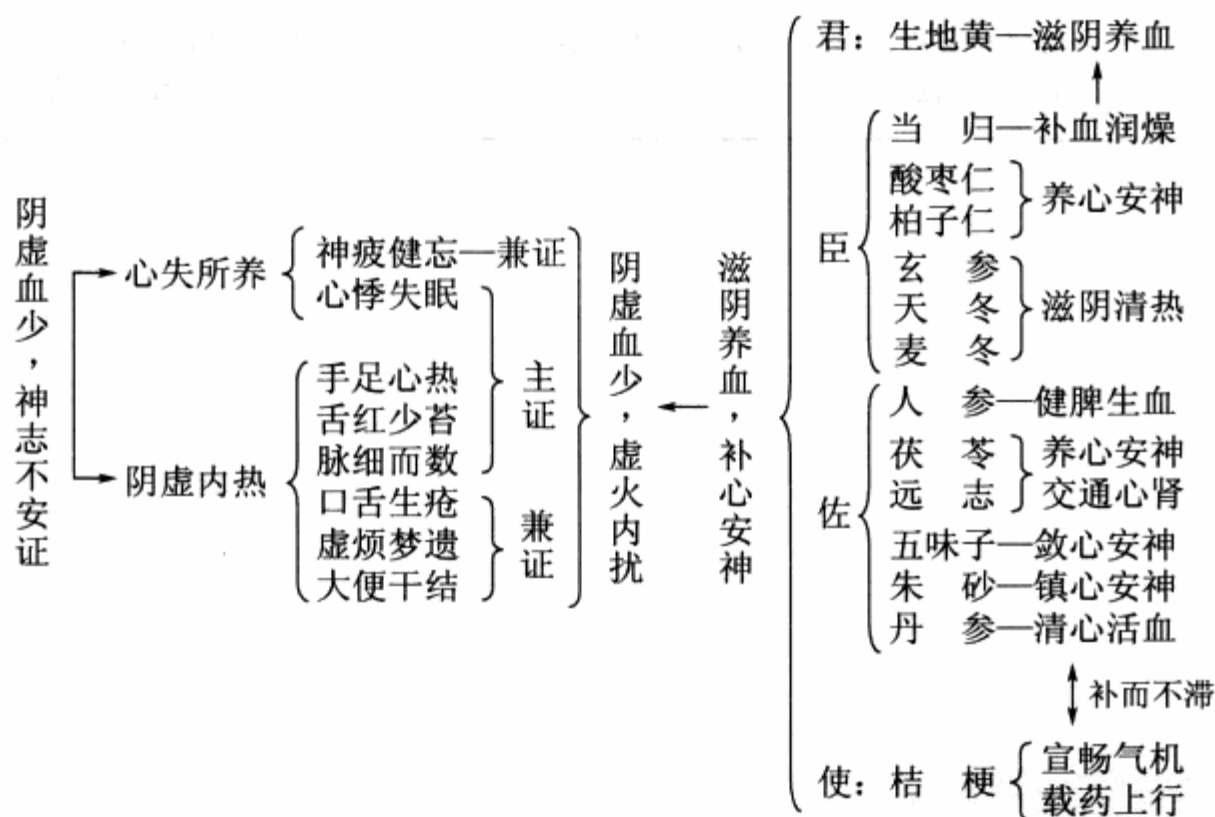 阴虚血少，神志不安证
心失所养
神疲健忘—兼证
心悸失眠
阴虚内热
手足心热
舌红少苔
脉细而数
主证
口舌生疮
虚烦梦遗
大便干结
兼证
阴虚血少，虚火内扰
滋阴养血，补心安神
君：生地黄—滋阴养血
臣
当 归—补血润燥
酸枣仁
柏子仁
养心安神
玄 参
天 冬
麦 冬
滋阴清热
佐
人 参—健脾生血
茯 苓
远 志
养心安神
交通心肾
五味子—敛心安神
朱 砂—镇心安神
丹 参—清心活血
补而不滞
使：桔 梗
宣畅气机
载药上行